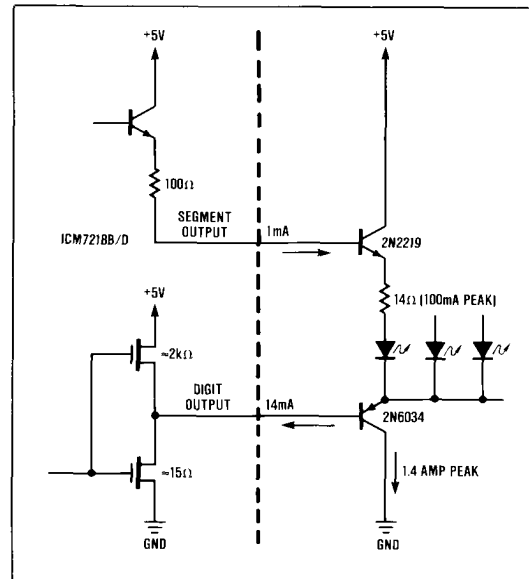 +5V
+5V
100Ω
ICM7218B/D
SEGMENT
OUTPUT
1mA
2N2219
+5V
14Ω (100mA PEAK)
≈2kΩ
DIGIT
OUTPUT
14mA
2N6034
≈15Ω
1.4 AMP PEAK
GND
GND